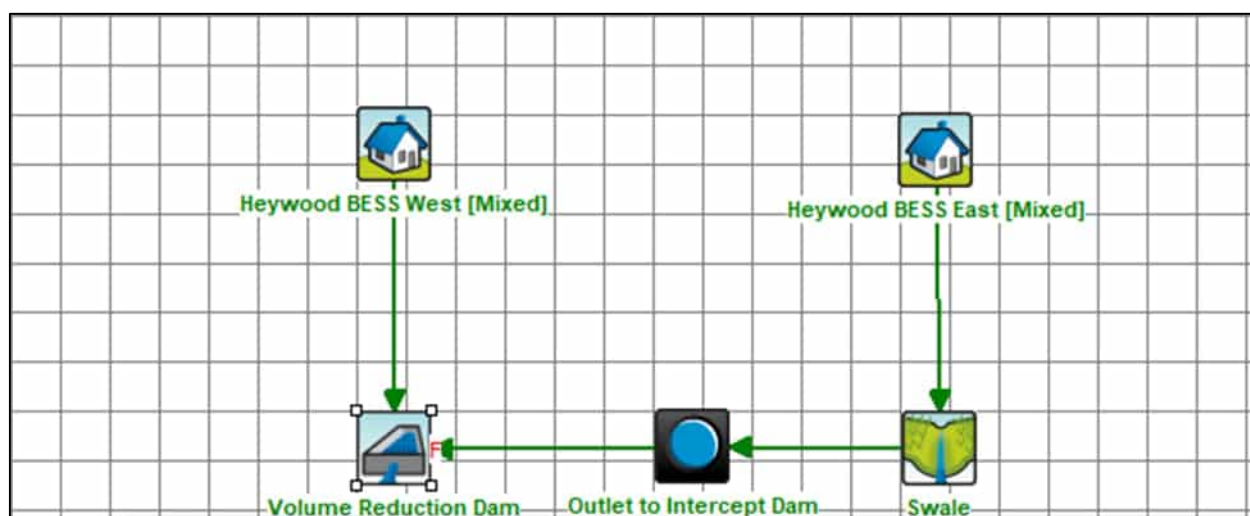 Heywood BESS West [Mixed]
Heywood BESS East [Mixed]
F
Volume Reduction Dam
Outlet to Intercept Dam
Swale